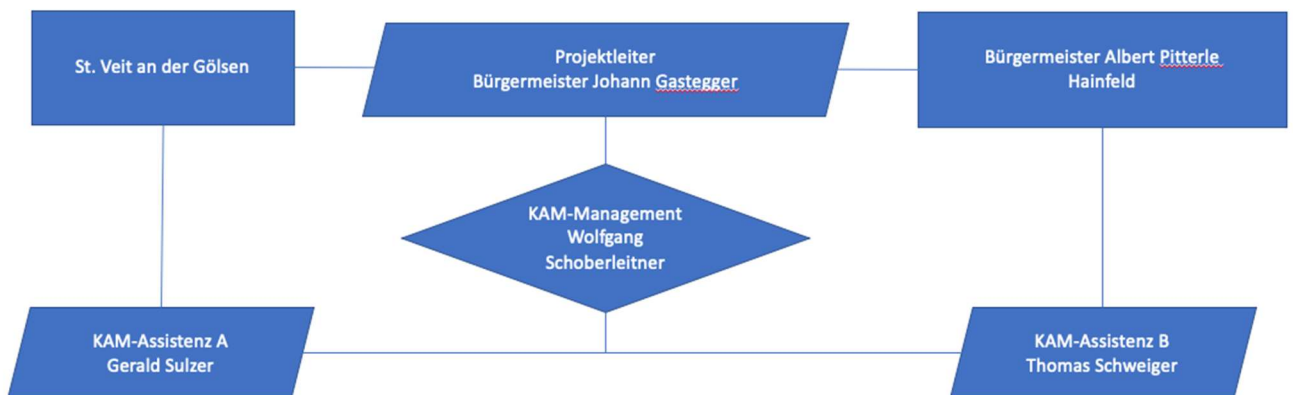 St. Veit an der Gölsen
Projektleiter
Bürgermeister Johann Gastegger
Bürgermeister Albert Pitterle
Hainfeld
KAM-Management
Wolfgang
Schoberleitner
KAM-Assistenz A
Gerald Sulzer
KAM-Assistenz B
Thomas Schweiger